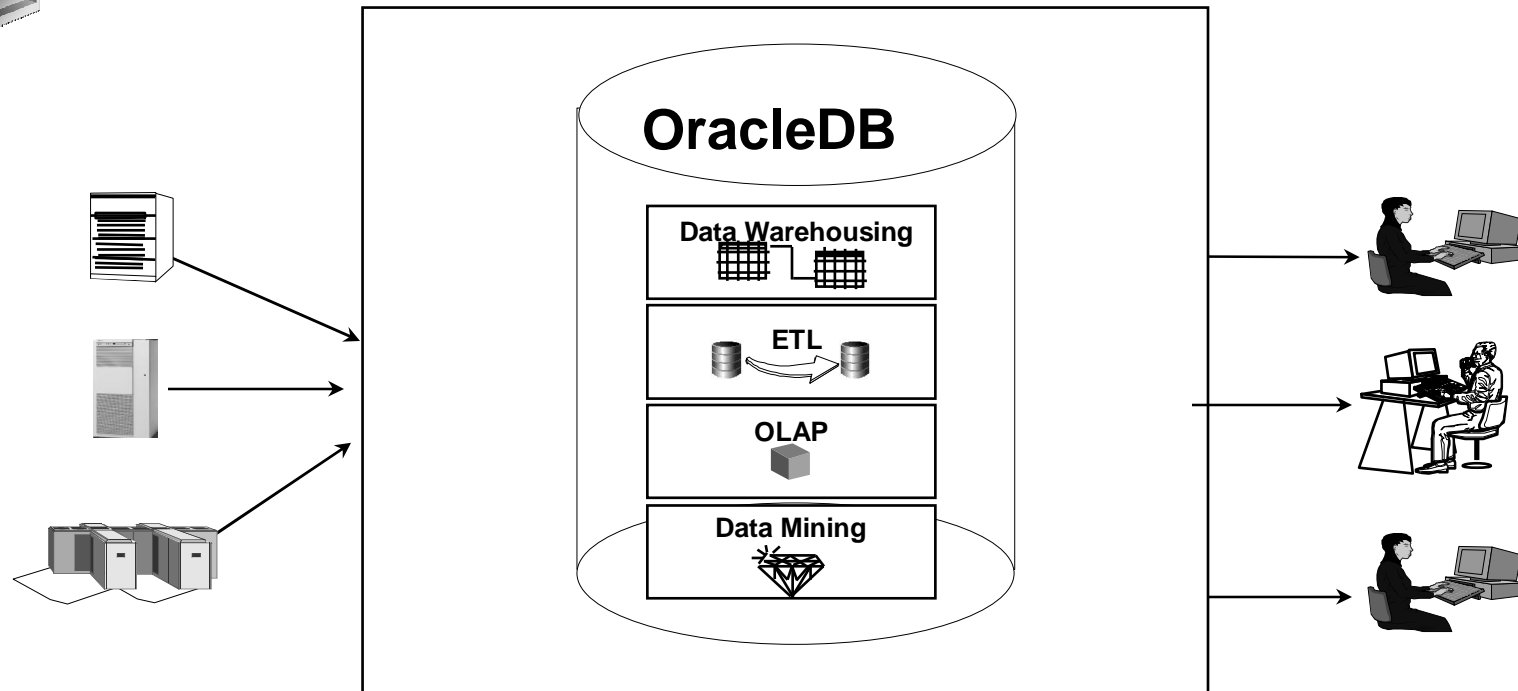 OracleDB
Data Warehousing
ETL
OLAP
Data Mining